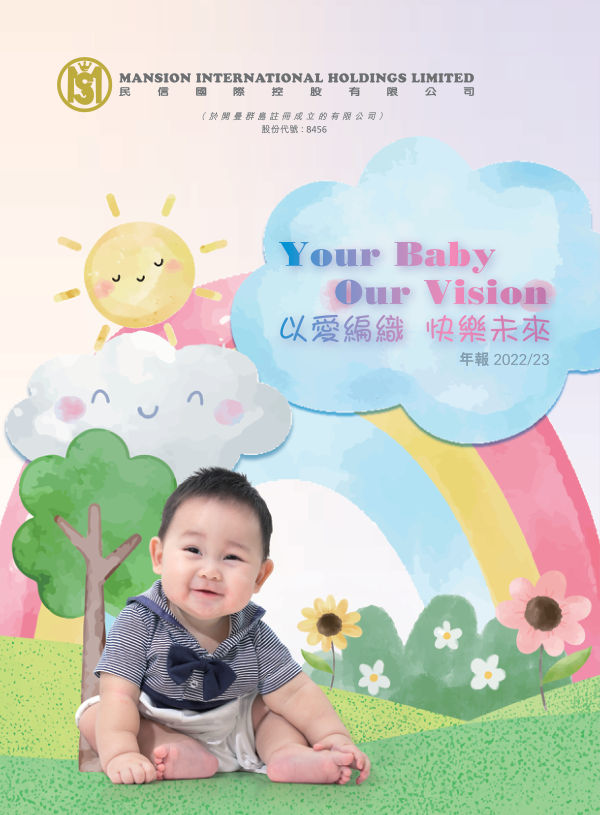 MANSION INTERNATIONAL HOLDINGS LIMITED
民信國際控股有限公司
（於開曼群島註冊成立的有限公司）
股份代號：8456
Your Baby
Our Vision
以愛編織 快樂未來
年報 2022/23